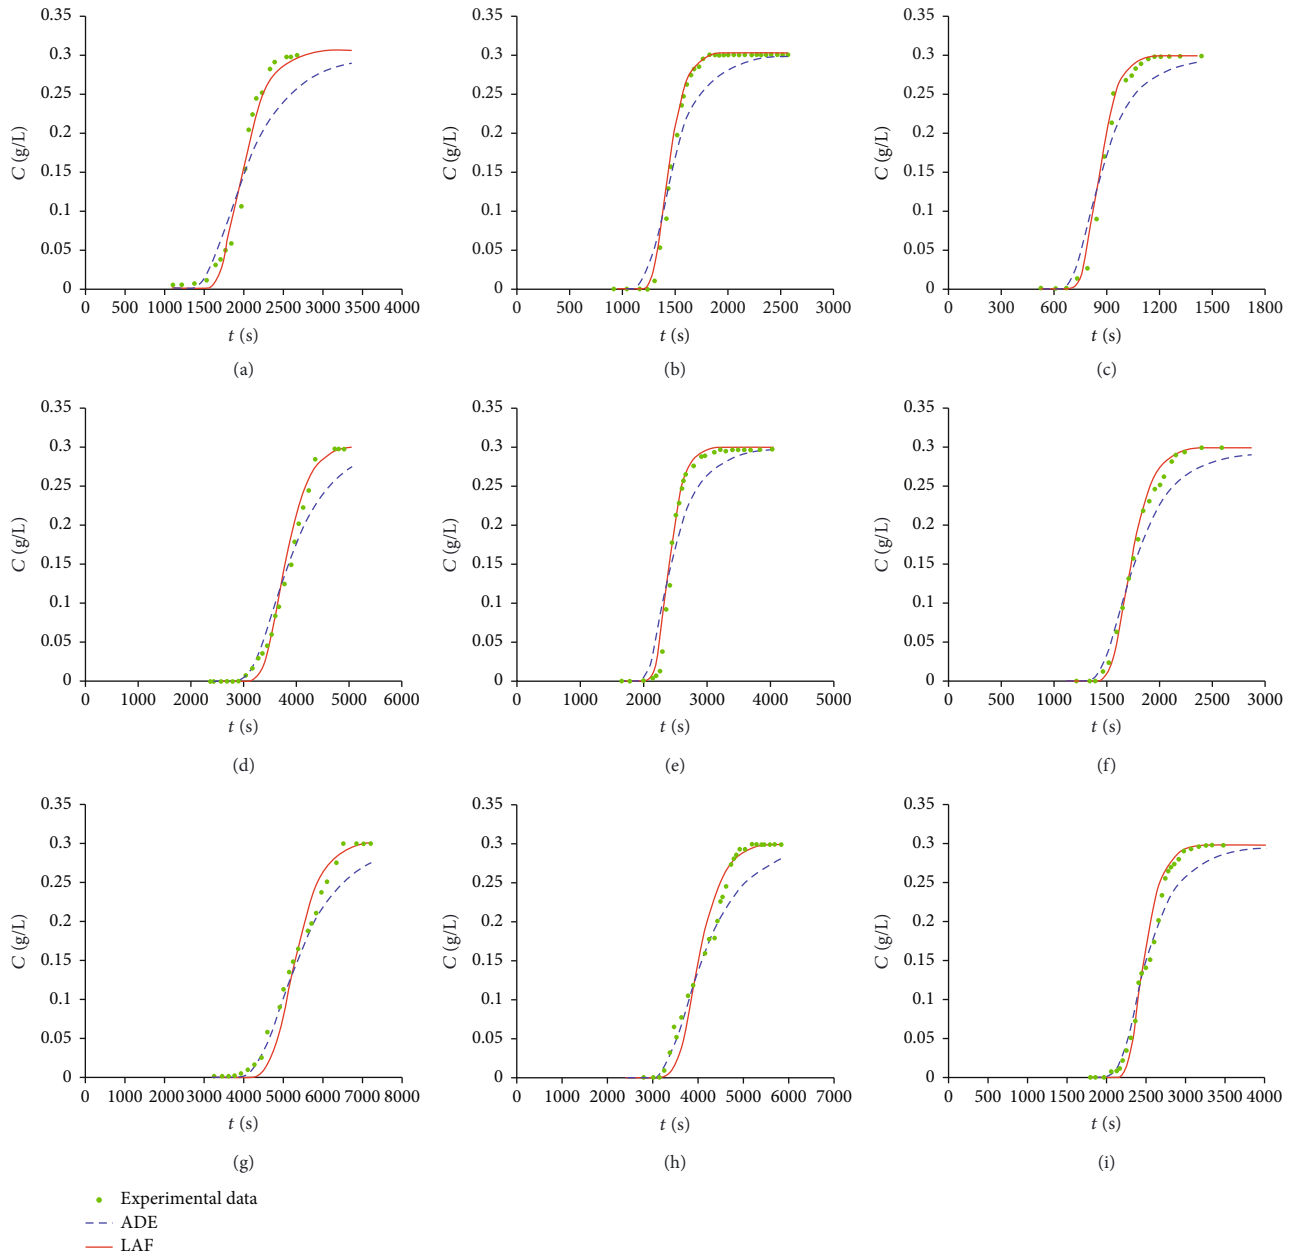 0.35
0.3
0.25
0.2
0.15
0.1
0.05
0
C (g/L)
0 500 1000 1500 2000 2500 3000 3500 4000
t (s)
(a)
0.35
0.3
0.25
0.2
0.15
0.1
0.05
0
C (g/L)
0 500 1000 1500 2000 2500 3000
t (s)
(b)
0.35
0.3
0.25
0.2
0.15
0.1
0.05
0
C (g/L)
0 300 600 900 1200 1500 1800
t (s)
(c)
0.35
0.3
0.25
0.2
0.15
0.1
0.05
0
C (g/L)
0 1000 2000 3000 4000 5000 6000
t (s)
(d)
0.35
0.3
0.25
0.2
0.15
0.1
0.05
0
C (g/L)
0 1000 2000 3000 4000 5000
t (s)
(e)
0.35
0.3
0.25
0.2
0.15
0.1
0.05
0
C (g/L)
0 500 1000 1500 2000 2500 3000
t (s)
(f)
0.35
0.3
0.25
0.2
0.15
0.1
0.05
0
C (g/L)
0 1000 2000 3000 4000 5000 6000 7000 8000
t (s)
(g)
0.35
0.3
0.25
0.2
0.15
0.1
0.05
0
C (g/L)
0 1000 2000 3000 4000 5000 6000 7000
t (s)
(h)
0.35
0.3
0.25
0.2
0.15
0.1
0.05
0
C (g/L)
0 500 1000 1500 2000 2500 3000 3500 4000
t (s)
(i)
Experimental data
ADE
LAF